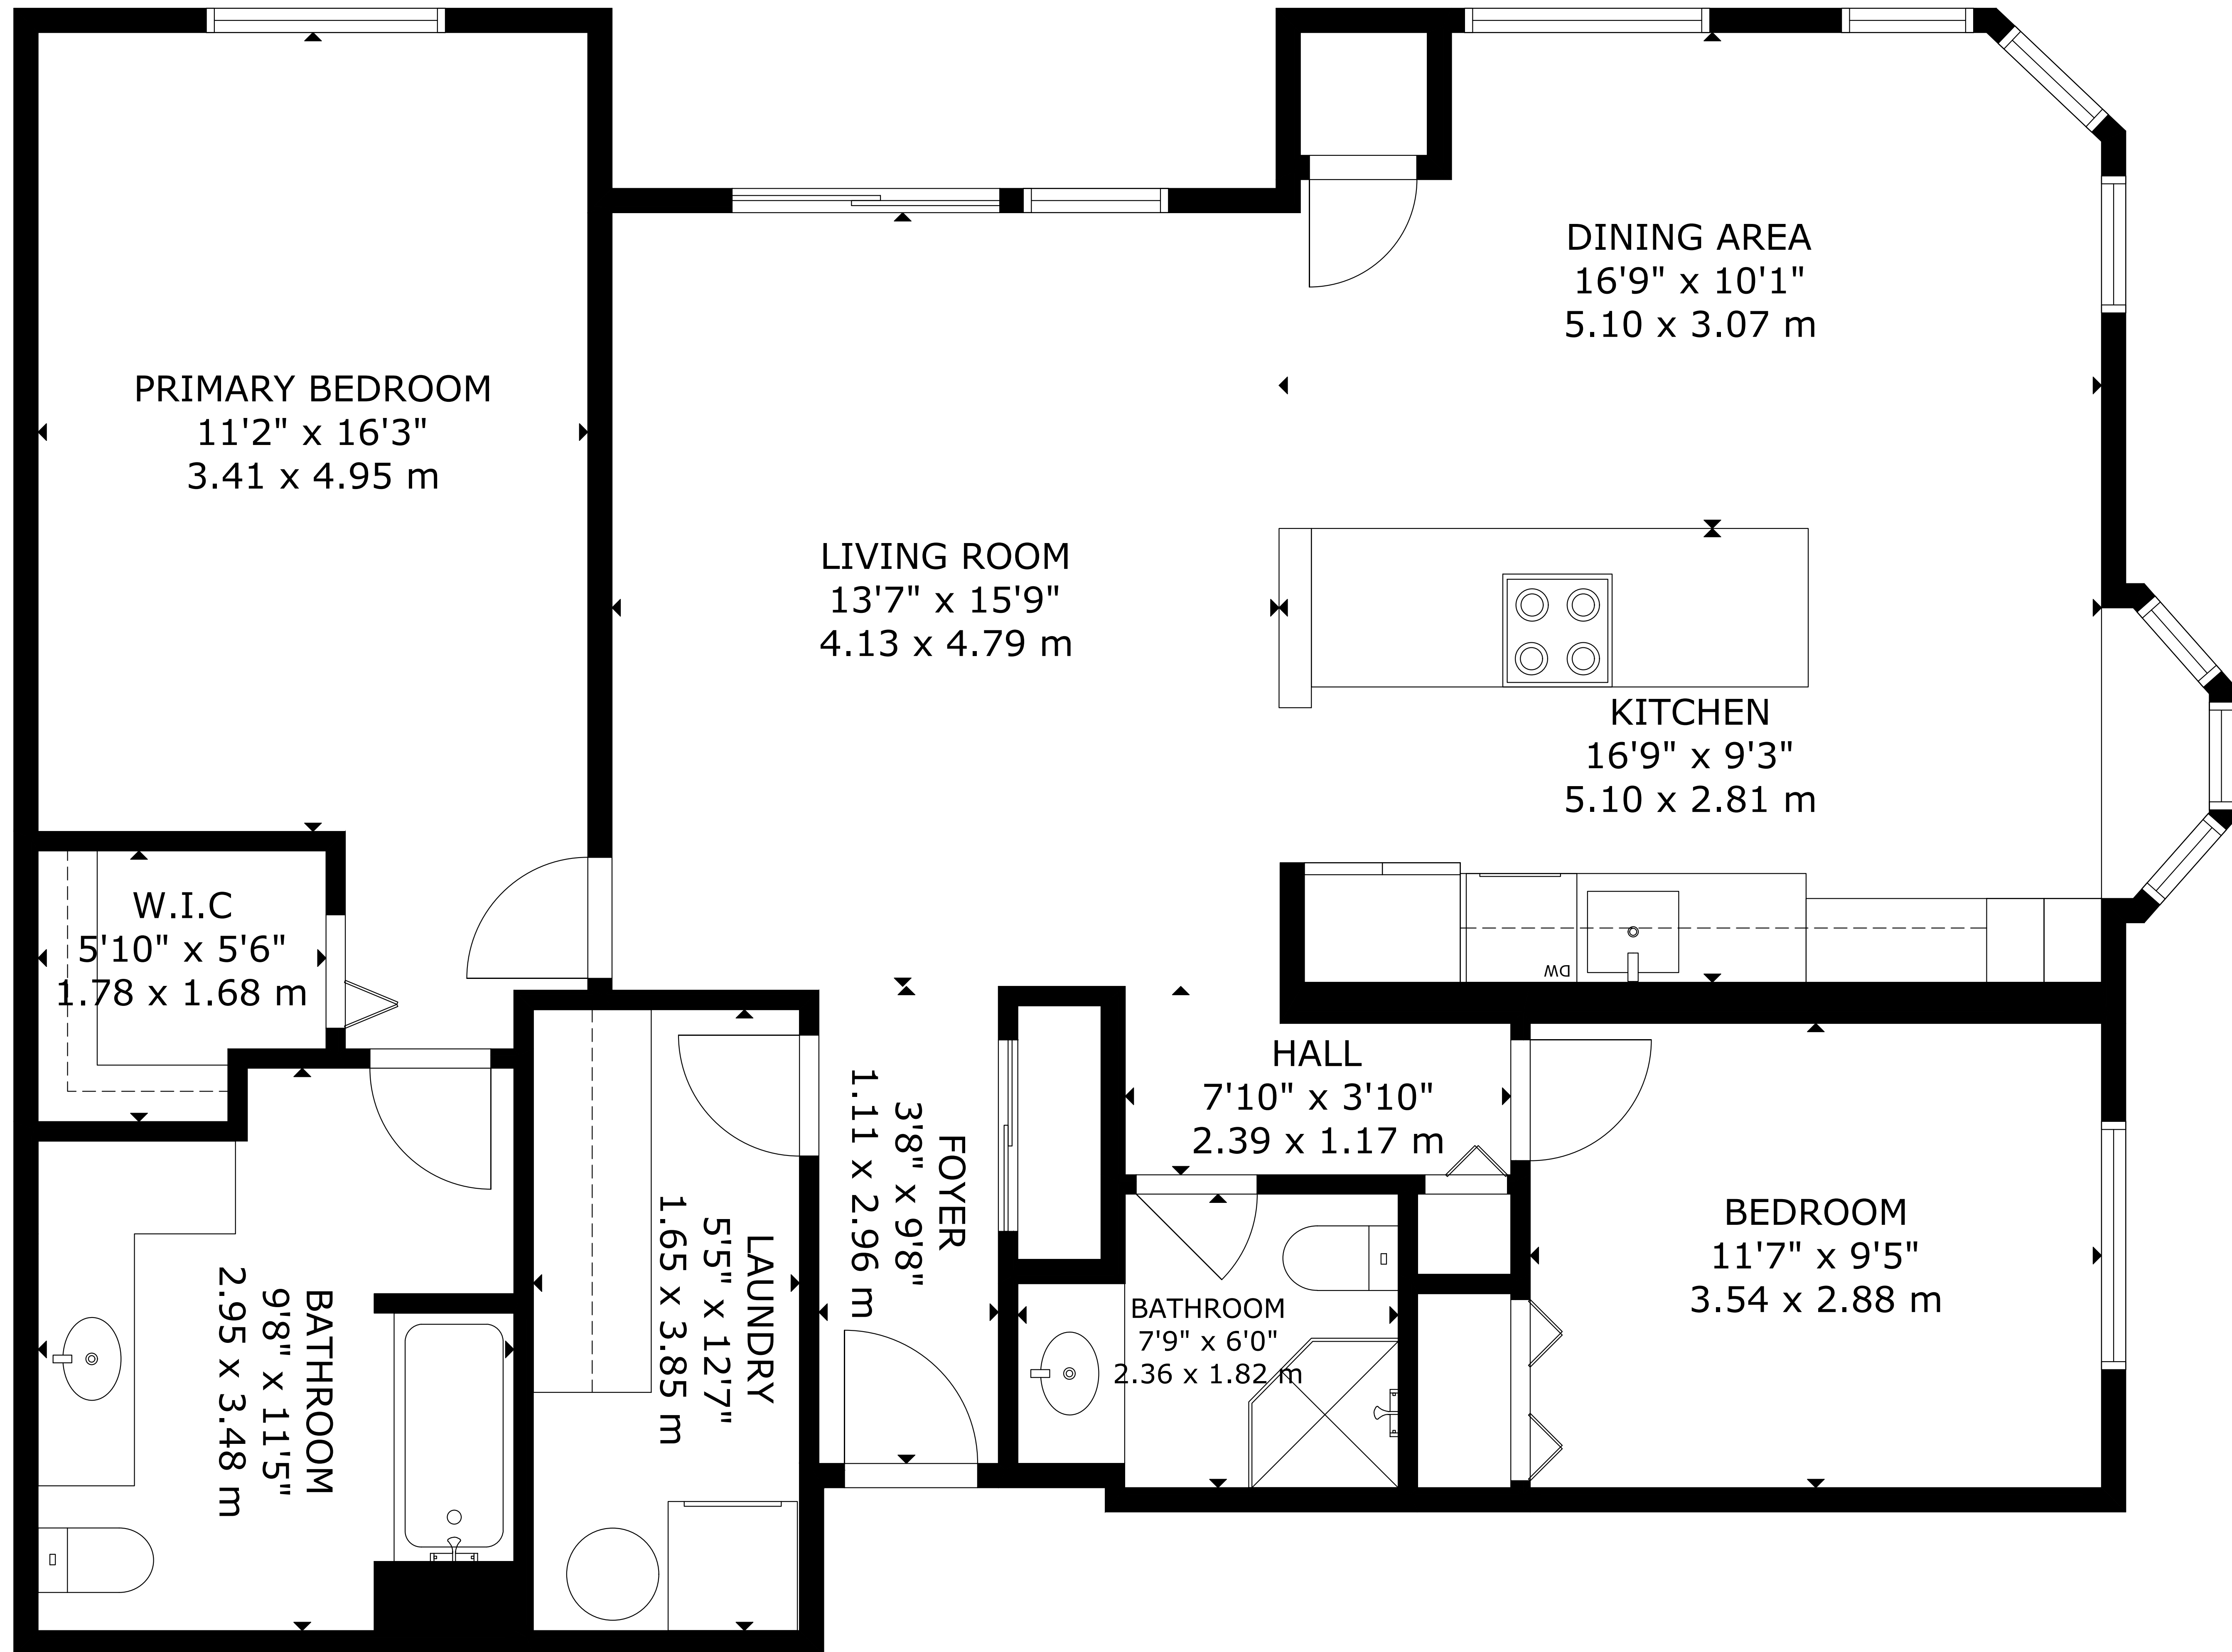 DINING AREA
16'9" x 10'1"
5.10 x 3.07 m
PRIMARY BEDROOM
11'2" x 16'3"
3.41 x 4.95 m
LIVING ROOM
13'7" x 15'9"
4.13 x 4.79 m
KITCHEN
16'9" x 9'3"
5.10 x 2.81 m
W.I.C
5'10" x 5'6"
1.78 x 1.68 m
DW
HALL
7'10" x 3'10"
2.39 x 1.17 m
FOYER
3'8" x 9'8"
1.11 x 2.96 m
BEDROOM
11'7" x 9'5"
3.54 x 2.88 m
LAUNDRY
5'5" x 12'7"
1.65 x 3.85 m
BATHROOM
7'9" x 6'0"
2.36 x 1.82 m
BATHROOM
9'8" x 11'5"
2.95 x 3.48 m